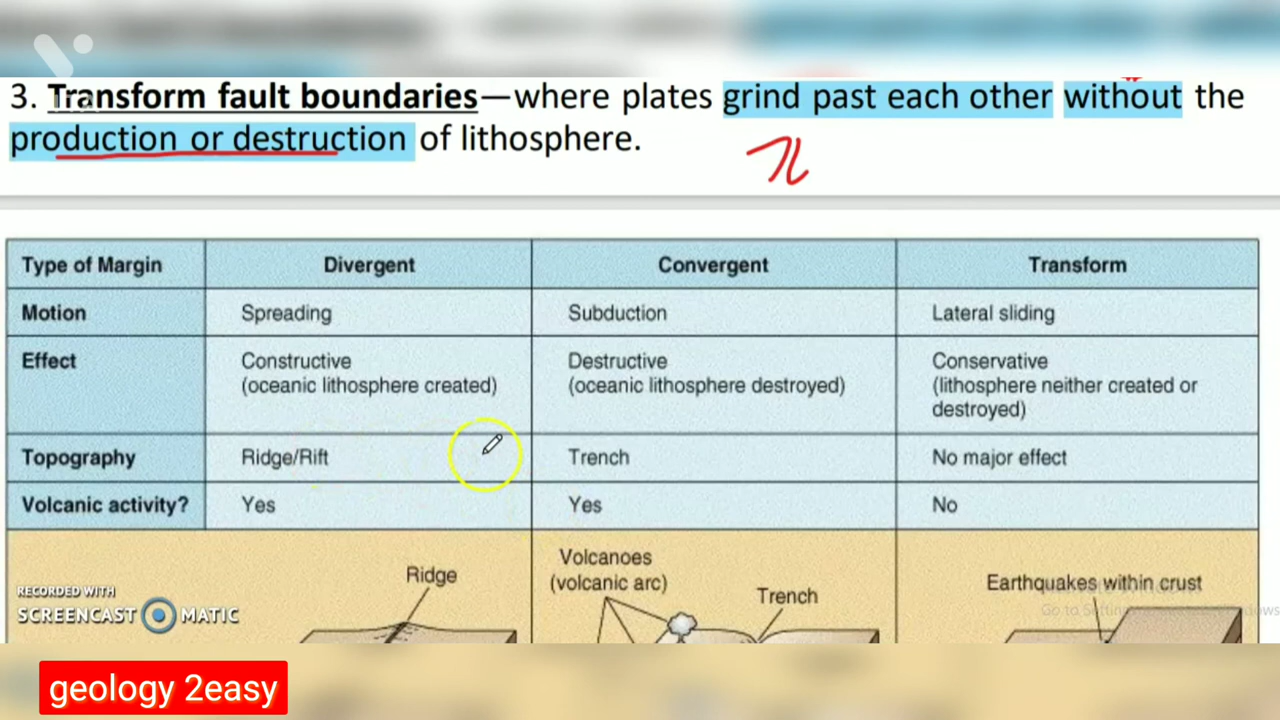 3. Transform fault boundaries—where plates grind past each other without the
production or destruction of lithosphere.
Type of Margin Divergent Convergent Transform
Motion Spreading Subduction Lateral sliding
Effect Constructive Destructive Conservative
(oceanic lithosphere created) (oceanic lithosphere destroyed) (lithosphere neither created or
destroyed)
Topography Ridge/Rift Trench No major effect
Volcanic activity? Yes Yes No
Ridge
Volcanoes
(volcanic arc)
Trench
Earthquakes within crust
RECORDED WITH
SCREENCAST MATIC
geology 2easy